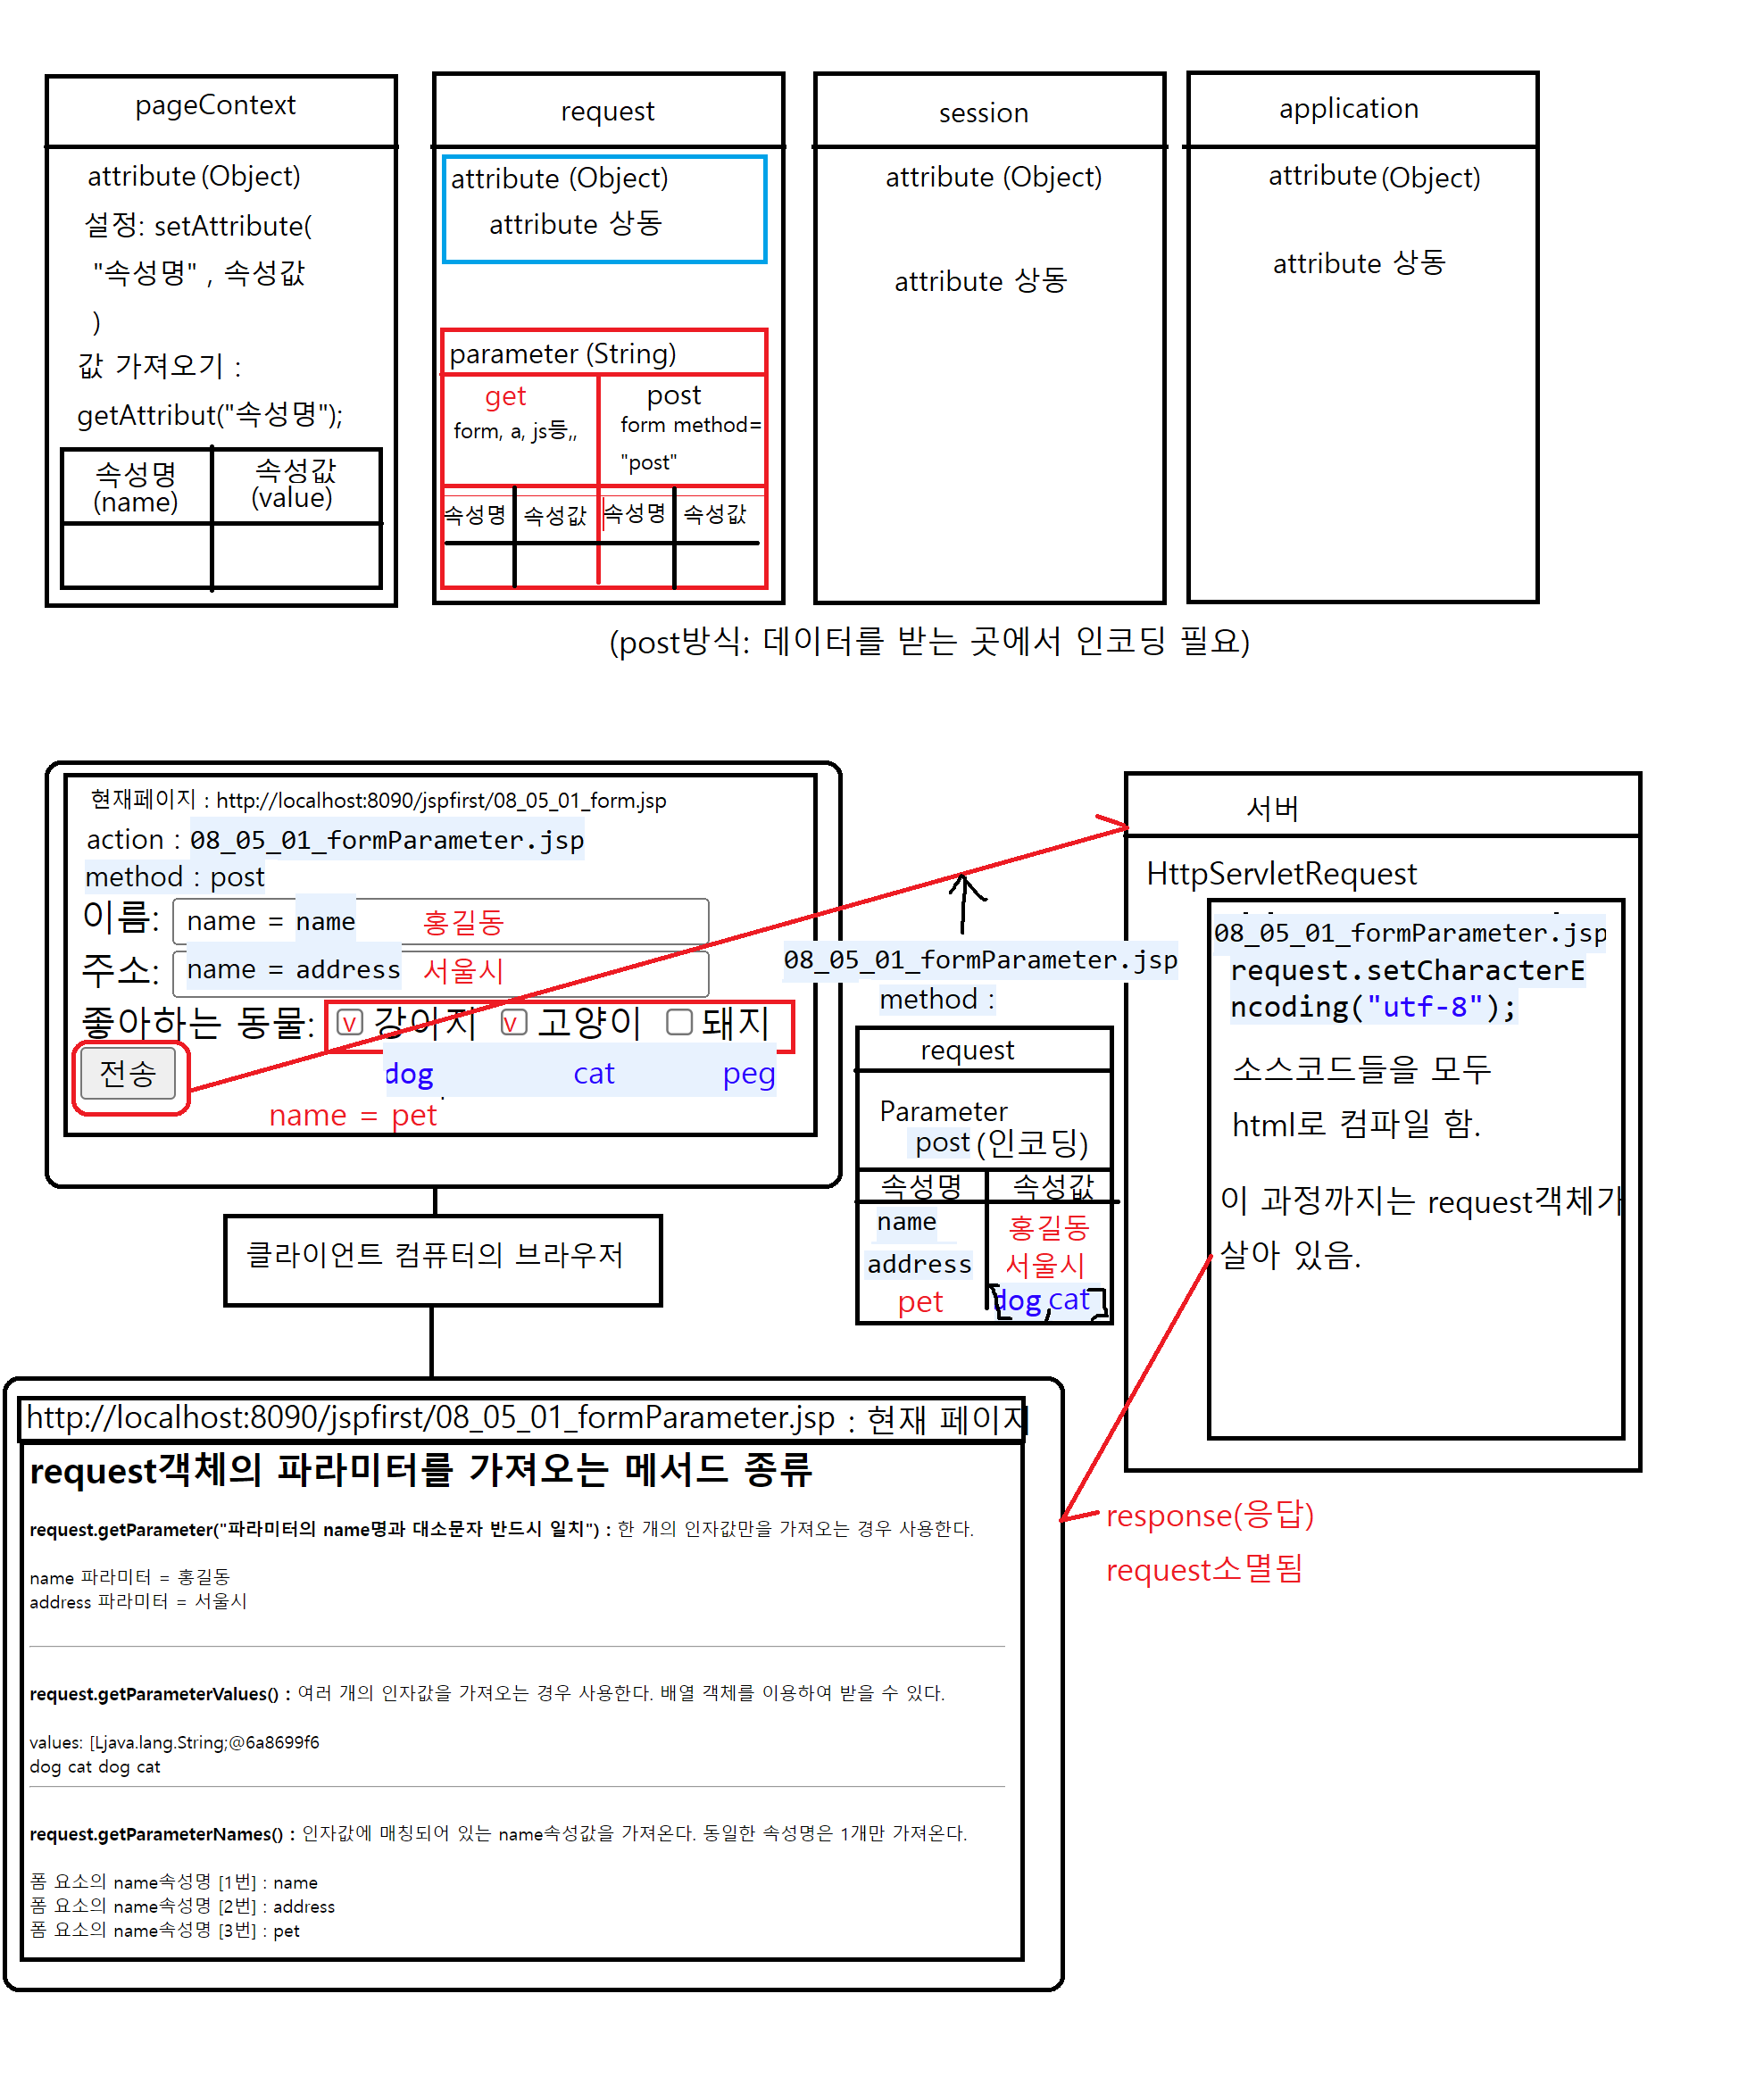 pageContext
attribute (Object)
설정: setAttribute(
"속성명" , 속성값
)
값 가져오기 :
getAttribut("속성명");
속성명 속성값
(name) (value)
request
attribute (Object)
attribute 상동
parameter (String)
get post
form, a, js등,, form method=
"post"
속성명 속성값 속성명 속성값
session
attribute (Object)
attribute 상동
application
attribute (Object)
attribute 상동
(post방식: 데이터를 받는 곳에서 인코딩 필요)
현재페이지 : http://localhost:8090/jspfirst/08_05_01_form.jsp
action : 08_05_01_formParameter.jsp
method : post
이름: name = name 홍길동
주소: name = address 서울시
좋아하는 동물: v 강아지 v 고양이 돼지
전송 dog cat peg
name = pet
클라이언트 컴퓨터의 브라우저
08_05_01_formParameter.jsp
method :
request
Parameter
post (인코딩)
속성명 속성값
name 홍길동
address 서울시
pet [dog, cat]
서버
HttpServletRequest
08_05_01_formParameter.jsp
request.setCharacterE
ncoding("utf-8");
소스코드들을 모두
html로 컴파일 함.
이 과정까지는 request객체가
살아 있음.
response(응답)
request소멸됨
http://localhost:8090/jspfirst/08_05_01_formParameter.jsp : 현재 페이지
request객체의 파라미터를 가져오는 메서드 종류
request.getParameter("파라미터의 name명과 대소문자 반드시 일치") : 한 개의 인자값만을 가져오는 경우 사용한다.
name 파라미터 = 홍길동
address 파라미터 = 서울시
request.getParameterValues() : 여러 개의 인자값을 가져오는 경우 사용한다. 배열 객체를 이용하여 받을 수 있다.
values: [Ljava.lang.String;@6a8699f6
dog cat dog cat
request.getParameterNames() : 인자값에 매칭되어 있는 name속성값을 가져온다. 동일한 속성명은 1개만 가져온다.
폼 요소의 name속성명 [1번] : name
폼 요소의 name속성명 [2번] : address
폼 요소의 name속성명 [3번] : pet